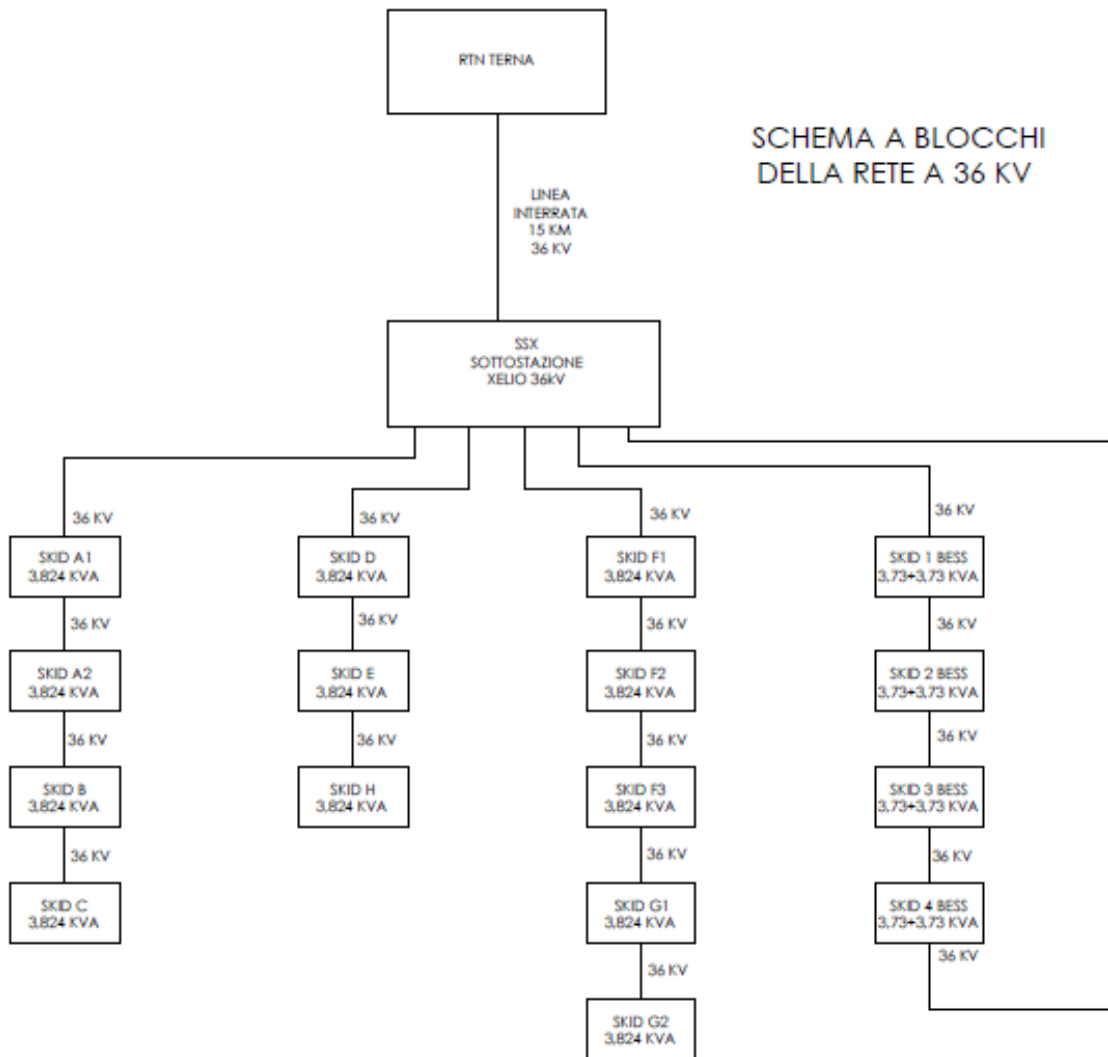 RTN TERNA
SCHEMA A BLOCCHI
DELLA RETE A 36 KV
LINEA
INTERRATA
15 KM
36 KV
SSX
SOTTOSTAZIONE
XELIO 36kV
36 KV
SKID A1
3,824 KVA
36 KV
SKID A2
3,824 KVA
36 KV
SKID B
3,824 KVA
36 KV
SKID C
3,824 KVA
36 KV
SKID D
3,824 KVA
36 KV
SKID E
3,824 KVA
36 KV
SKID H
3,824 KVA
36 KV
SKID F1
3,824 KVA
36 KV
SKID F2
3,824 KVA
36 KV
SKID F3
3,824 KVA
36 KV
SKID G1
3,824 KVA
36 KV
SKID G2
3,824 KVA
36 KV
SKID 1 BESS
3,73+3,73 KVA
36 KV
SKID 2 BESS
3,73+3,73 KVA
36 KV
SKID 3 BESS
3,73+3,73 KVA
36 KV
SKID 4 BESS
3,73+3,73 KVA
36 KV